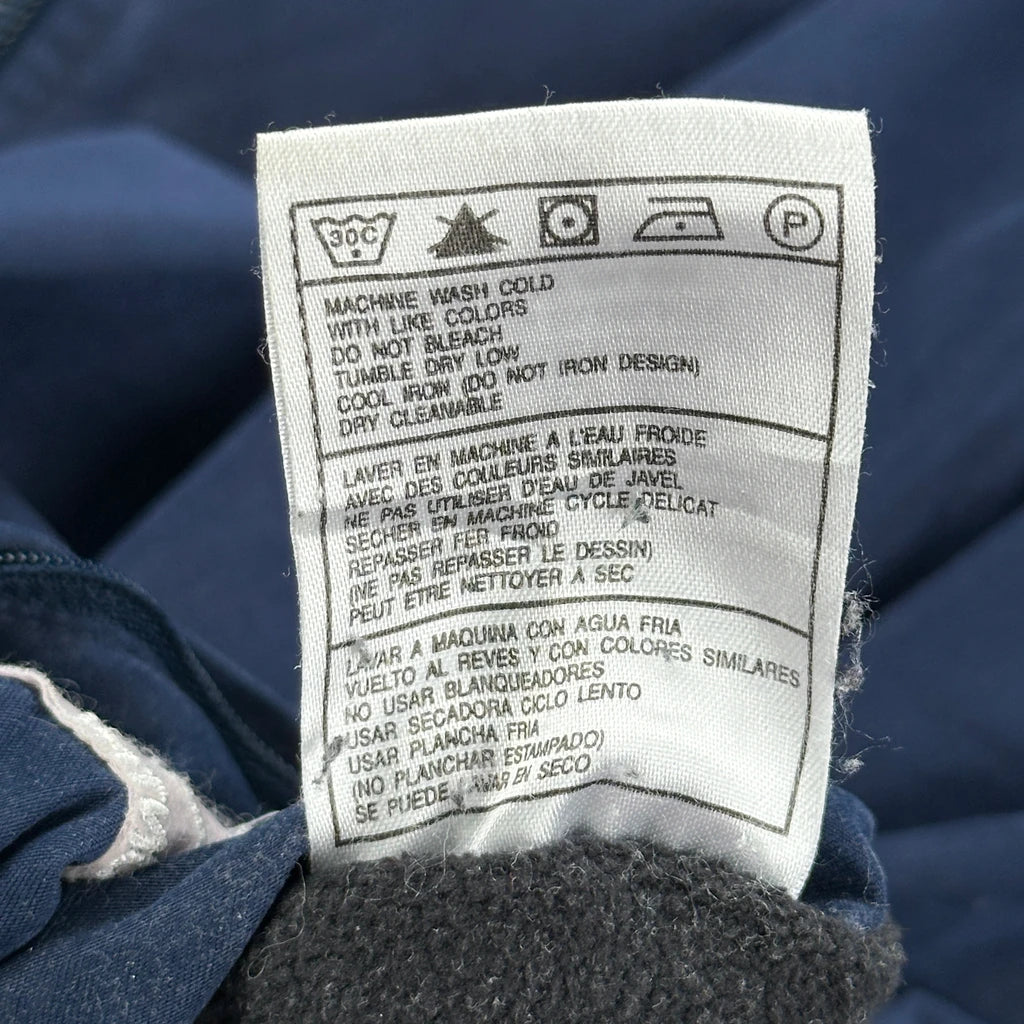 30C P
MACHINE WASH COLD
WITH LIKE COLORS
DO NOT BLEACH
TUMBLE DRY LOW
COOL IRON (DO NOT IRON DESIGN)
DRY CLEANABLE
LAVER EN MACHINE A L'EAU FROIDE
AVEC DES COULEURS SIMILAIRES
NE PAS UTILISER D'EAU DE JAVEL
SECHER EN MACHINE CYCLE DELICAT
REPASSER FER FROID
(NE PAS REPASSER LE DESSIN)
PEUT ETRE NETTOYER A SEC
LAVAR A MAQUINA CON AGUA FRIA
VUELTO AL REVES Y CON COLORES SIMILARES
NO USAR BLANQUEADORES
USAR SECADORA CICLO LENTO
USAR PLANCHA FRIA
(NO PLANCHAR ESTAMPADO)
SE PUEDE LAVAR EN SECO